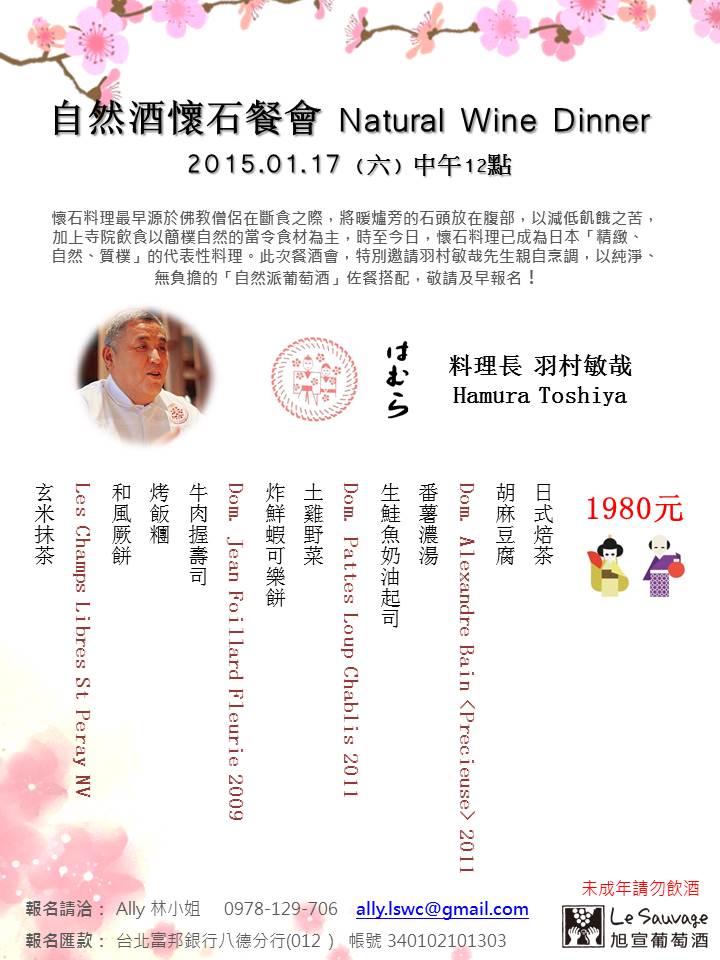 自然酒懷石餐會 Natural Wine Dinner
2015.01.17（六）中午12點
懷石料理最早源於佛教僧侶在斷食之際，將暖爐旁的石頭放在腹部，以減低飢餓之苦，
加上寺院飲食以簡樸自然的當令食材為主，時至今日，懷石料理已成為日本「精緻、
自然、質樸」的代表性料理。此次餐酒會，特別邀請羽村敏哉先生親自烹調，以純淨、
無負擔的「自然派葡萄酒」佐餐搭配，敬請及早報名！
はむら
料理長 羽村敏哉
Hamura Toshiya
1980元
日式焙茶
胡麻豆腐
Dom. Alexandre Bain <Precieuse> 2011
番薯濃湯
生鮭魚奶油起司
Dom. Pattes Loup Chablis 2011
土雞野菜
炸鮮蝦可樂餅
Dom. Jean Foillard Fleurie 2009
牛肉握壽司
烤飯糰
和風厥餅
Les Champs Libres St Peray NV
玄米抹茶
未成年請勿飲酒
報名請洽： Ally 林小姐 0978-129-706 ally.lswc@gmail.com
報名匯款： 台北富邦銀行八德分行(012 ) 帳號 340102101303
Le Sauvage
旭宣葡萄酒